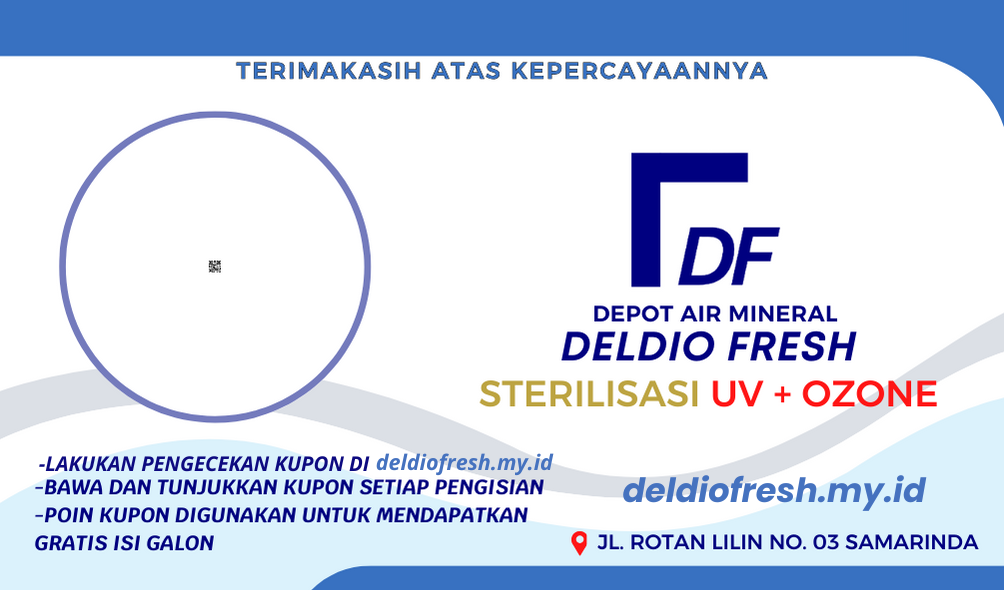 TERIMAKASIH ATAS KEPERCAYAANNYA
DF
DEPOT AIR MINERAL
DELDIO FRESH
STERILISASI UV + OZONE
-LAKUKAN PENGECEKAN KUPON DI deldiofresh.my.id
-BAWA DAN TUNJUKKAN KUPON SETIAP PENGISIAN
-POIN KUPON DIGUNAKAN UNTUK MENDAPATKAN
GRATIS ISI GALON
deldiofresh.my.id
JL. ROTAN LILIN NO. 03 SAMARINDA